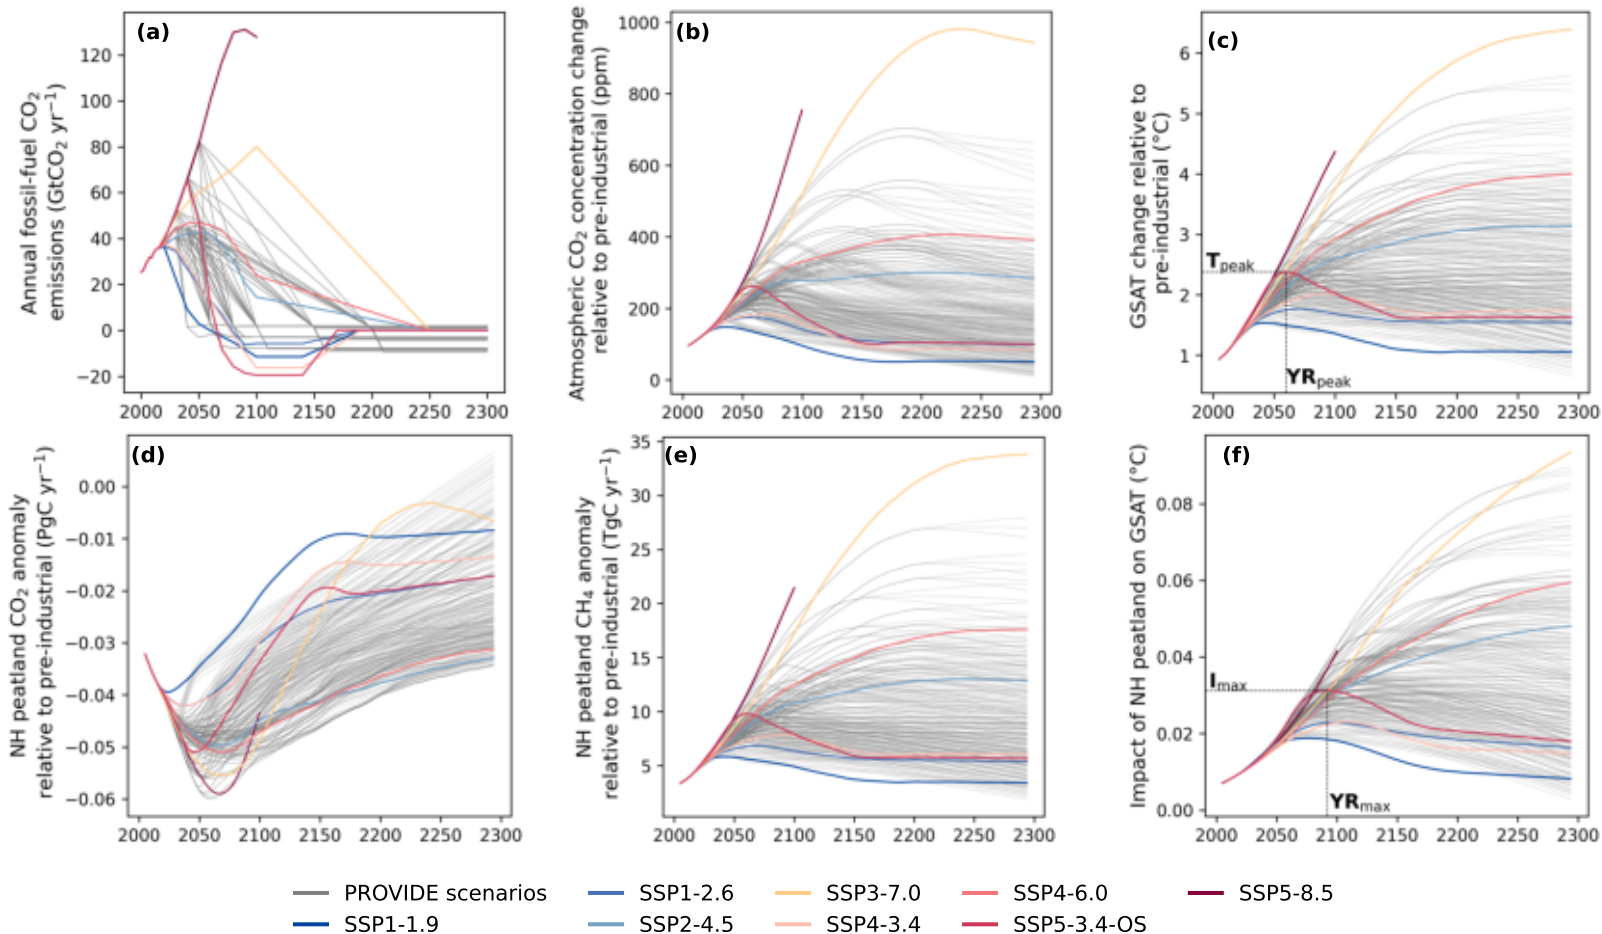 (a)
Annual fossil-fuel CO₂
emissions (GtCO₂ yr⁻¹)
120
100
80
60
40
20
0
−20
2000 2050 2100 2150 2200 2250 2300
(b)
Atmospheric CO₂ concentration change
relative to pre-industrial (ppm)
1000
800
600
400
200
0
2000 2050 2100 2150 2200 2250 2300
(c)
GSAT change relative to
pre-industrial (°C)
6
5
4
3
2
1
T_peak
YR_peak
2000 2050 2100 2150 2200 2250 2300
(d)
NH peatland CO₂ anomaly
relative to pre-industrial (PgC yr⁻¹)
0.00
−0.01
−0.02
−0.03
−0.04
−0.05
−0.06
2000 2050 2100 2150 2200 2250 2300
(e)
NH peatland CH₄ anomaly
relative to pre-industrial (TgC yr⁻¹)
35
30
25
20
15
10
5
2000 2050 2100 2150 2200 2250 2300
(f)
Impact of NH peatland on GSAT (°C)
0.08
0.06
0.04
0.02
0.00
I_max
YR_max
2000 2050 2100 2150 2200 2250 2300
PROVIDE scenarios SSP1-2.6 SSP3-7.0 SSP4-6.0 SSP5-8.5
SSP1-1.9 SSP2-4.5 SSP4-3.4 SSP5-3.4-OS